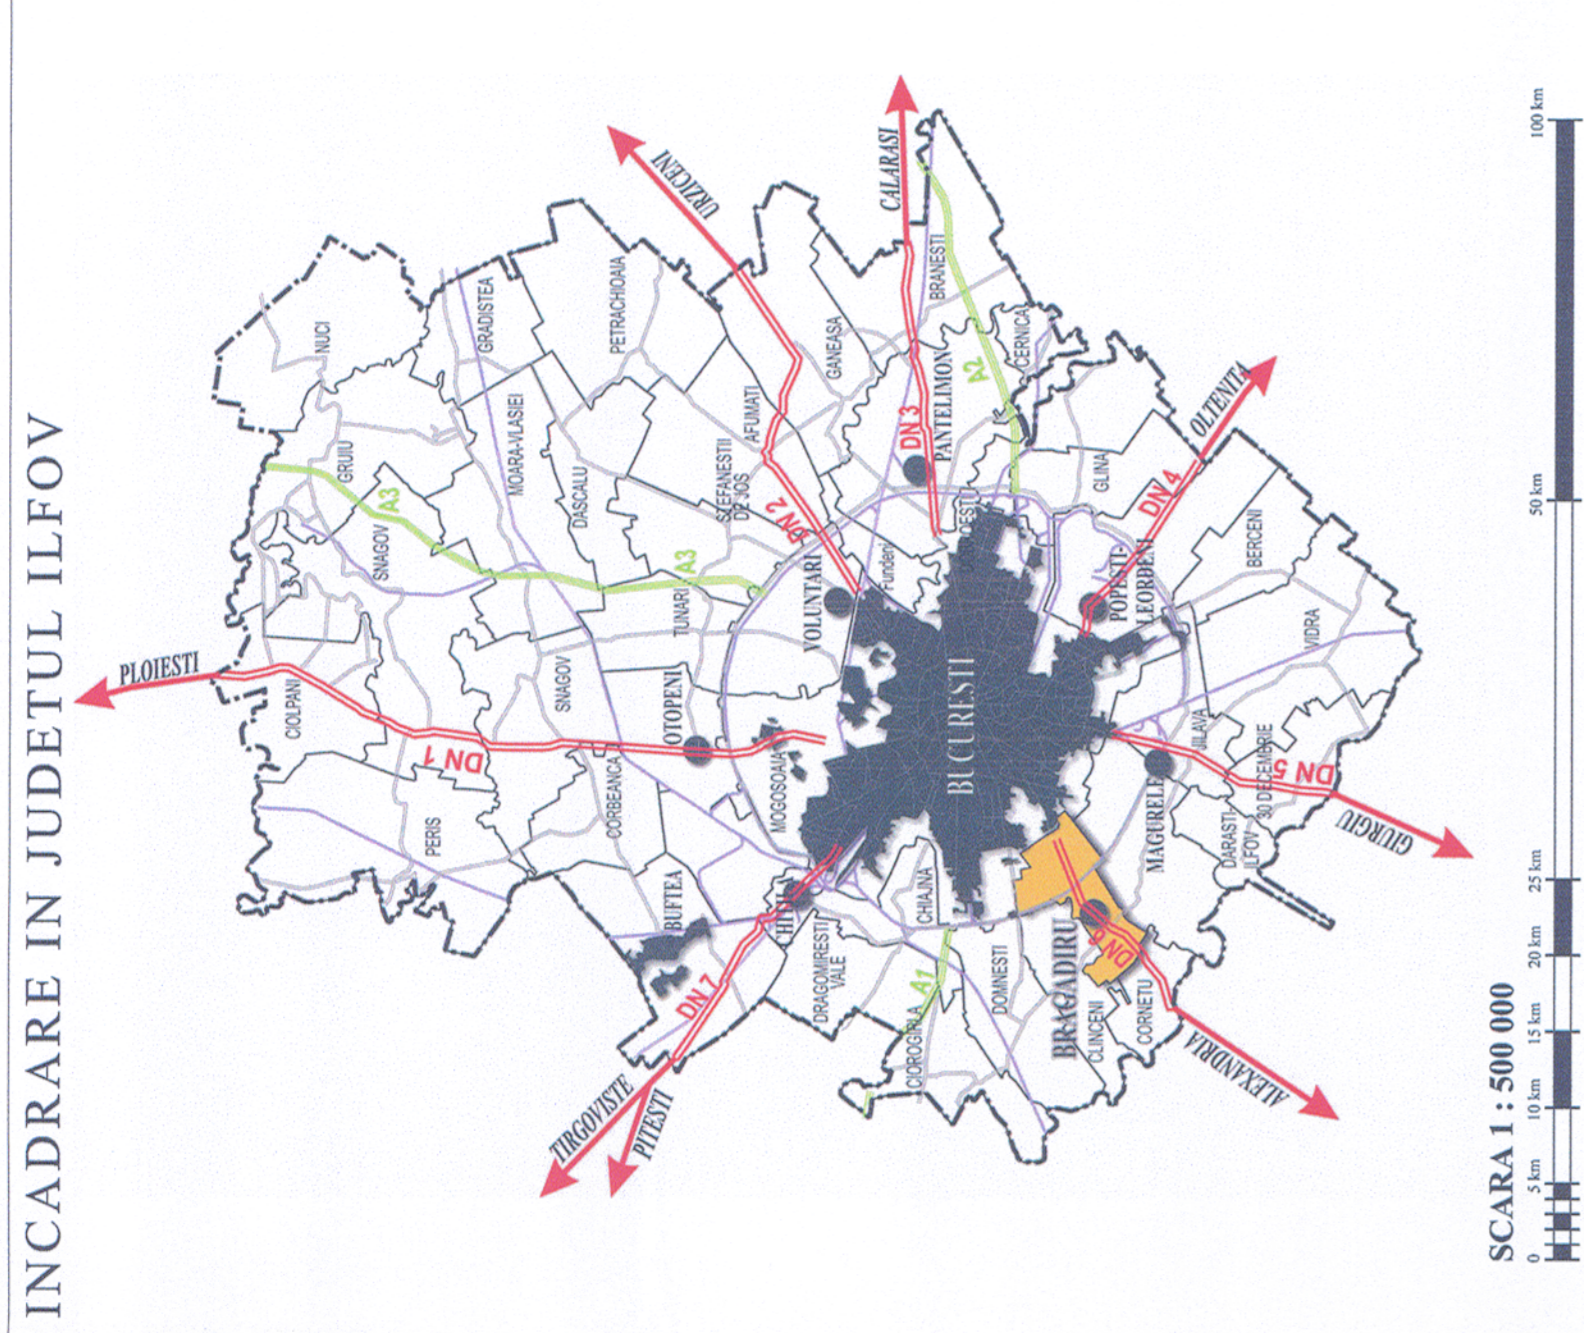 INCADRARE IN JUDETUL ILFOV
PLOIESTI
URZICENI
CALARASI
OLTENITA
GIURGIU
ALEXANDRIA
PITESTI
TIRGOVISTE
NUCI
GRADISTEA
PETRACHIOAIA
GRUIU
A3
SNAGOV
MOARA-VLASIEI
DASCALU
AFUMATI
STEFANESTII
DE JOS
GANEASA
BRANESTI
CIOLPANI
DN 1
SNAGOV
PERIS
CORBEANCA
OTOPENI
TUNARI
A3
DN 2
VOLUNTARI
Fundeni
DN 3
PANTELIMON
A2
CERNICA
GLINA
DN 4
POPESTI-
LEORDENI
BERCENI
VIDRA
BUCURESTI
MOGOSOAIA
BUFTEA
DN 7
DRAGOMIRESTI
VALE
CHIAJNA
A1
CIOROGIRLA
DOMNESTI
BRAGADIRU
DN 6
CLINCENI
CORNETU
MAGURELE
JILAVA
DN 5
30 DECEMBRIE
DARASTI-
SCARA 1 : 500 000
0
5 km
10 km
15 km
20 km
25 km
50 km
100 km